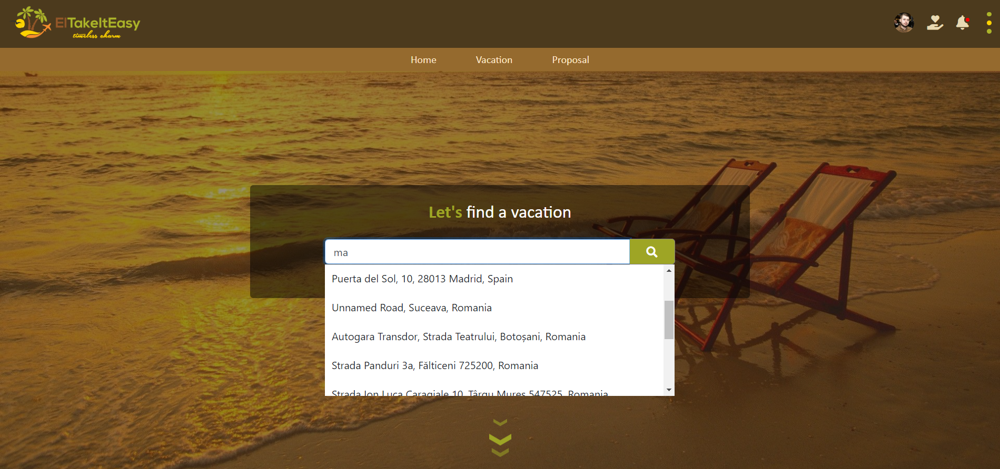 ElTakeItEasy
timeless charm
Home Vacation Proposal
Let's find a vacation
ma
Puerta del Sol, 10, 28013 Madrid, Spain
Unnamed Road, Suceava, Romania
Autogara Transdor, Strada Teatrului, Botoșani, Romania
Strada Panduri 3a, Fălticeni 725200, Romania
Strada Ion Luca Caragiale 10, Târgu Mureș 547525, Romania